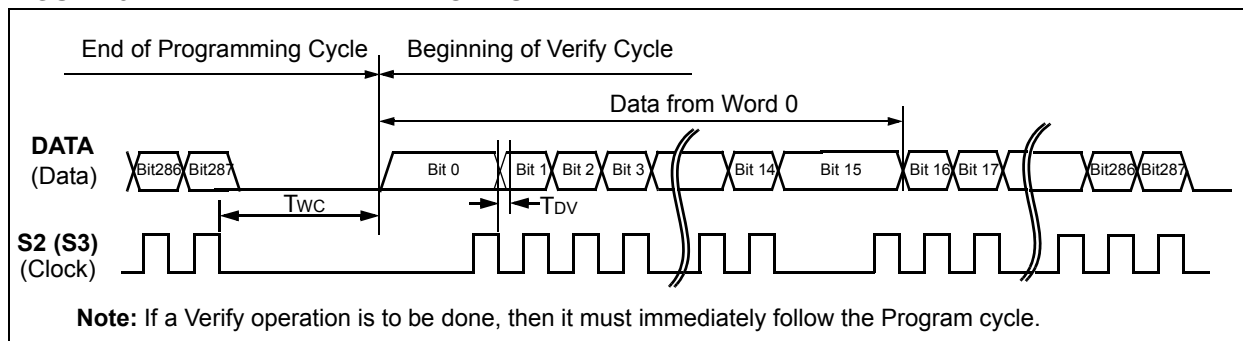 End of Programming Cycle Beginning of Verify Cycle
Data from Word 0
DATA
(Data)
Bit286 Bit287 Bit 0 Bit 1 Bit 2 Bit 3 Bit 14 Bit 15 Bit 16 Bit 17 Bit286 Bit287
TWC TDV
S2 (S3)
(Clock)
Note: If a Verify operation is to be done, then it must immediately follow the Program cycle.